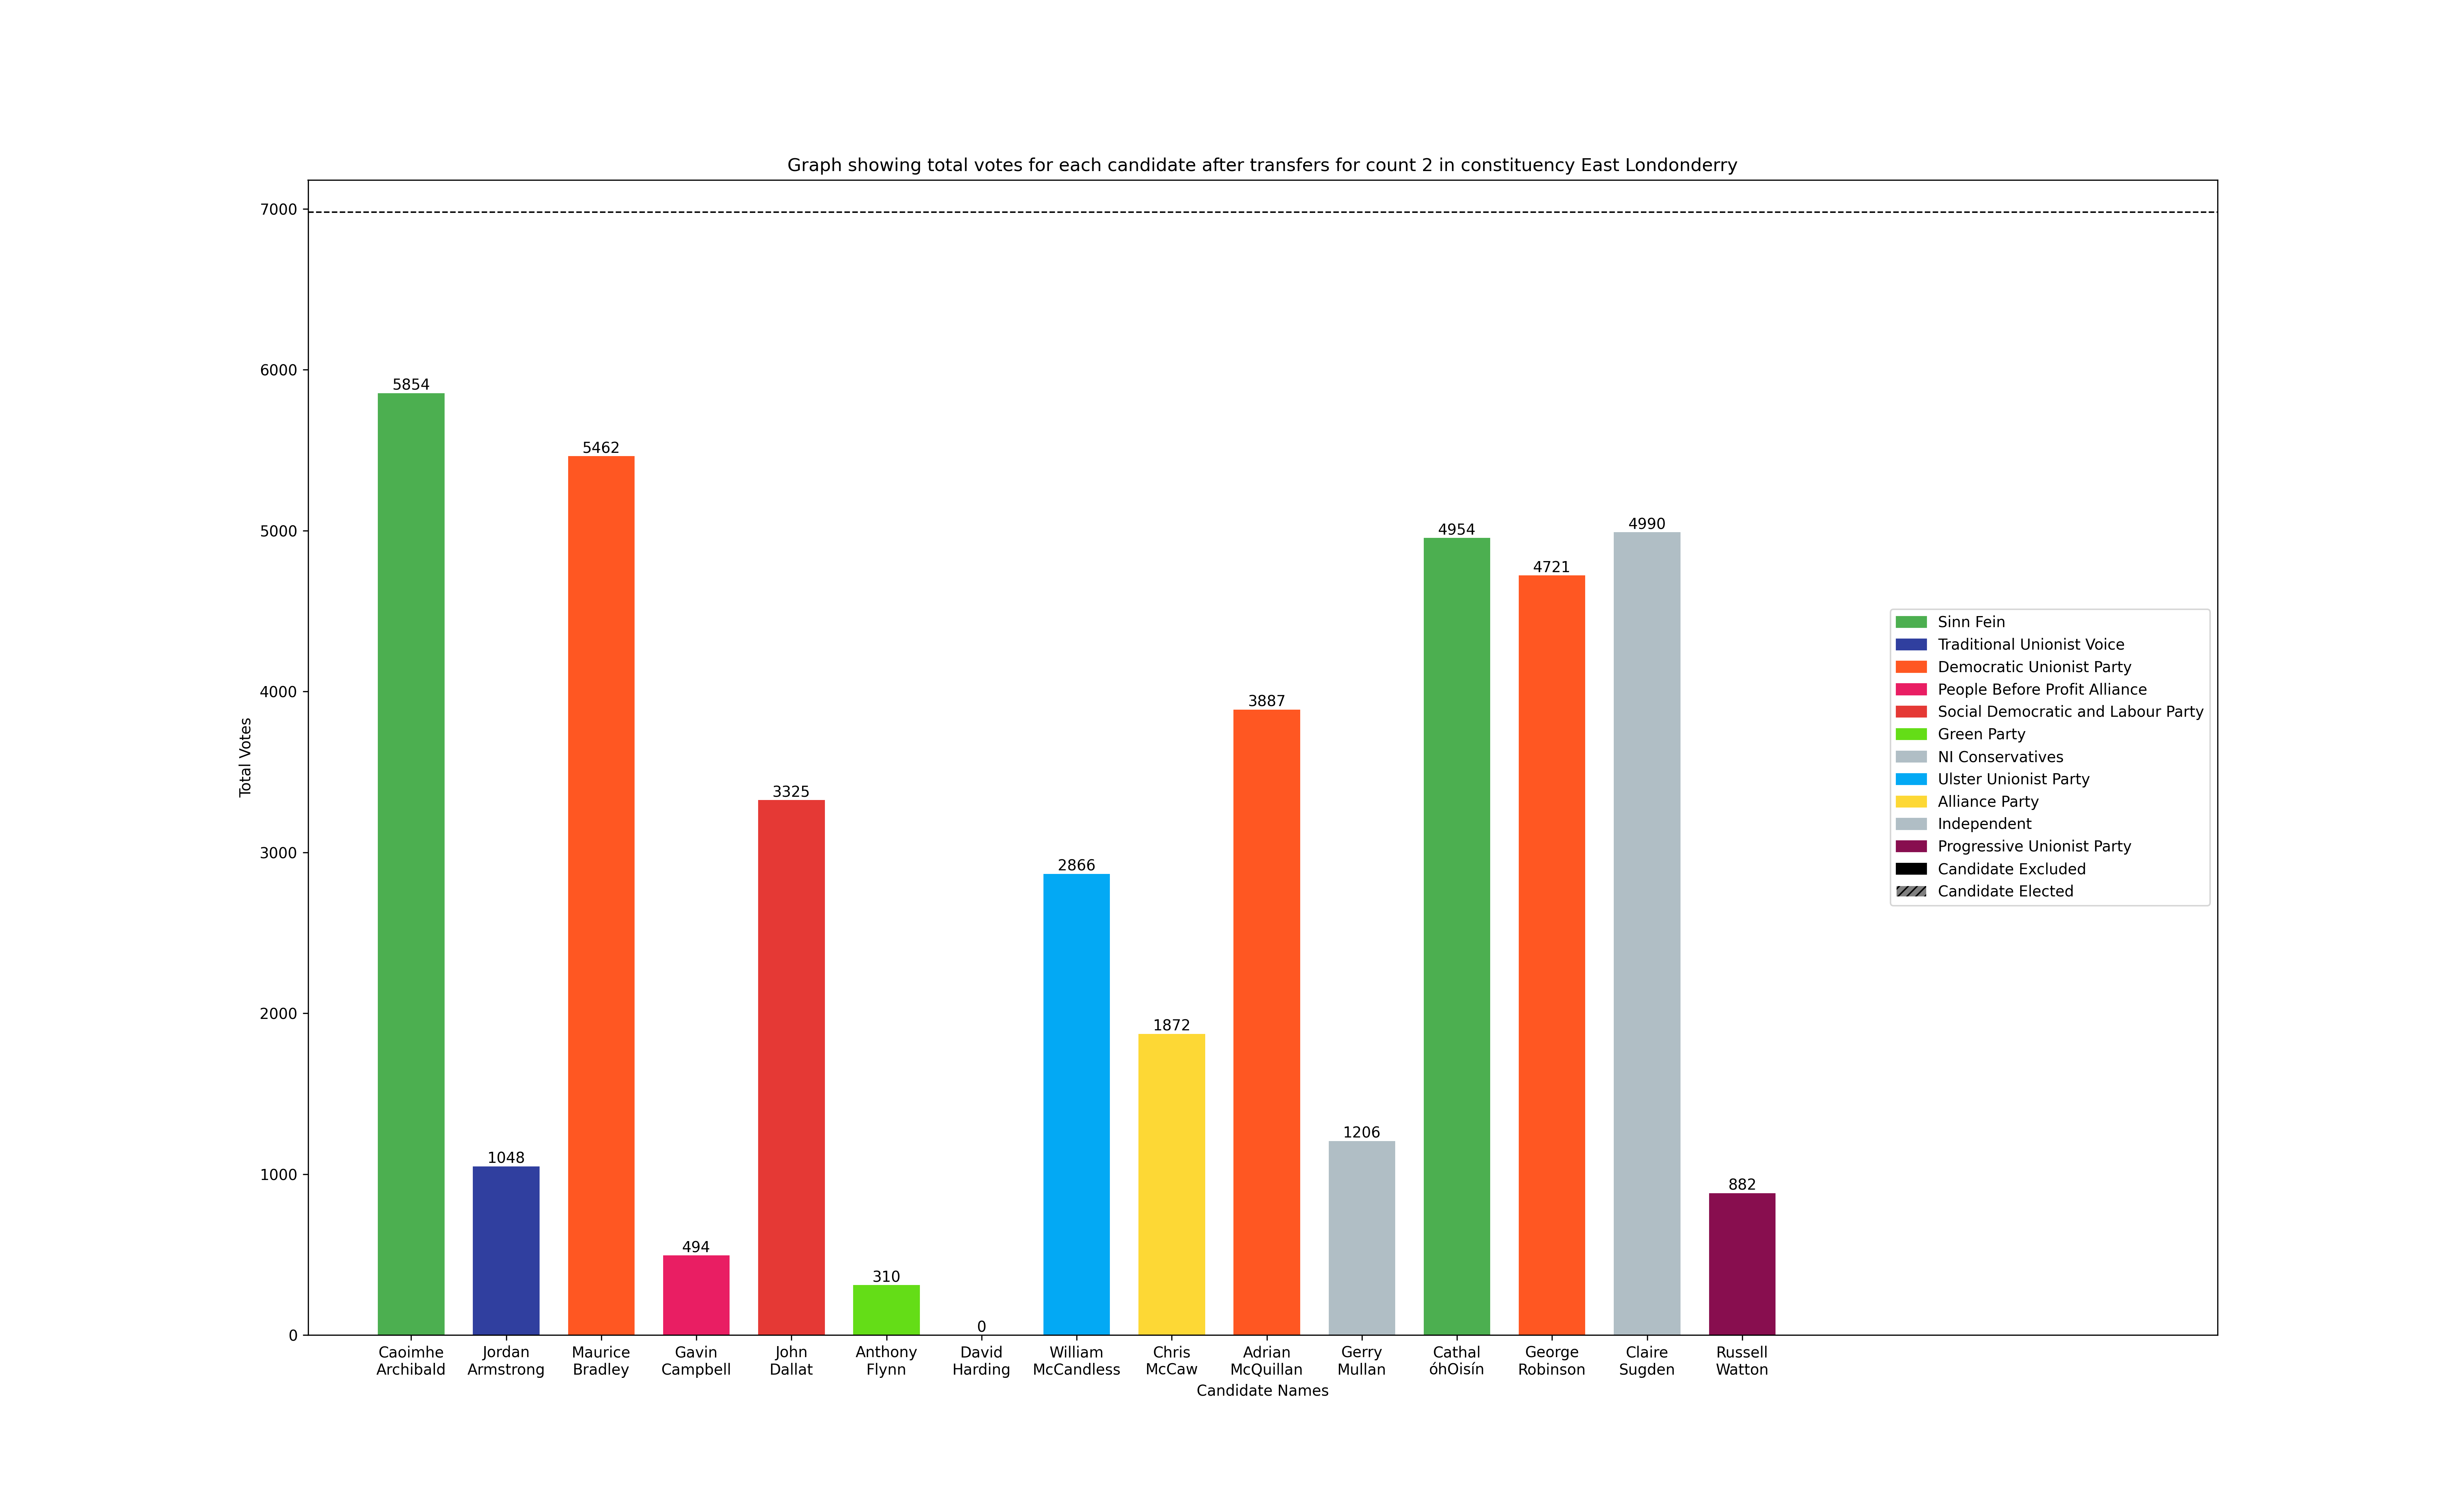 Graph showing total votes for each candidate after transfers for count 2 in constituency East Londonderry
Total Votes
7000
6000
5000
4000
3000
2000
1000
0
5854
1048
5462
494
3325
310
0
2866
1872
3887
1206
4954
4721
4990
882
Caoimhe
Archibald
Jordan
Armstrong
Maurice
Bradley
Gavin
Campbell
John
Dallat
Anthony
Flynn
David
Harding
William
McCandless
Chris
McCaw
Adrian
McQuillan
Gerry
Mullan
Cathal
óhOisín
George
Robinson
Claire
Sugden
Russell
Watton
Candidate Names
Sinn Fein
Traditional Unionist Voice
Democratic Unionist Party
People Before Profit Alliance
Social Democratic and Labour Party
Green Party
NI Conservatives
Ulster Unionist Party
Alliance Party
Independent
Progressive Unionist Party
Candidate Excluded
Candidate Elected